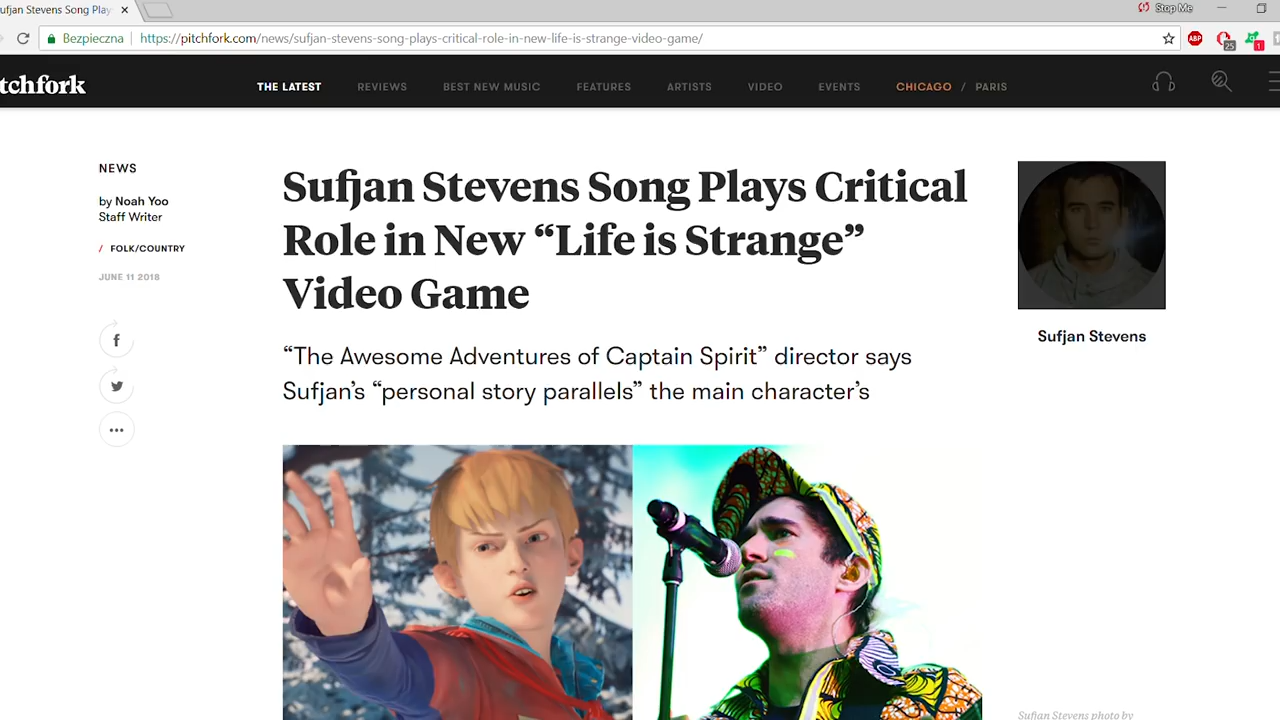 ufjan Stevens Song Play
Stop Me
Bezpieczna
https://pitchfork.com/news/sufjan-stevens-song-plays-critical-role-in-new-life-is-strange-video-game/
ABP
25
1
tchfork
THE LATEST
REVIEWS
BEST NEW MUSIC
FEATURES
ARTISTS
VIDEO
EVENTS
CHICAGO / PARIS
NEWS
by Noah Yoo
Staff Writer
/ FOLK/COUNTRY
JUNE 11 2018
Sufjan Stevens Song Plays Critical
Role in New “Life is Strange”
Video Game
“The Awesome Adventures of Captain Spirit” director says
Sufjan’s “personal story parallels” the main character’s
Sufjan Stevens
Sufjan Stevens photo by